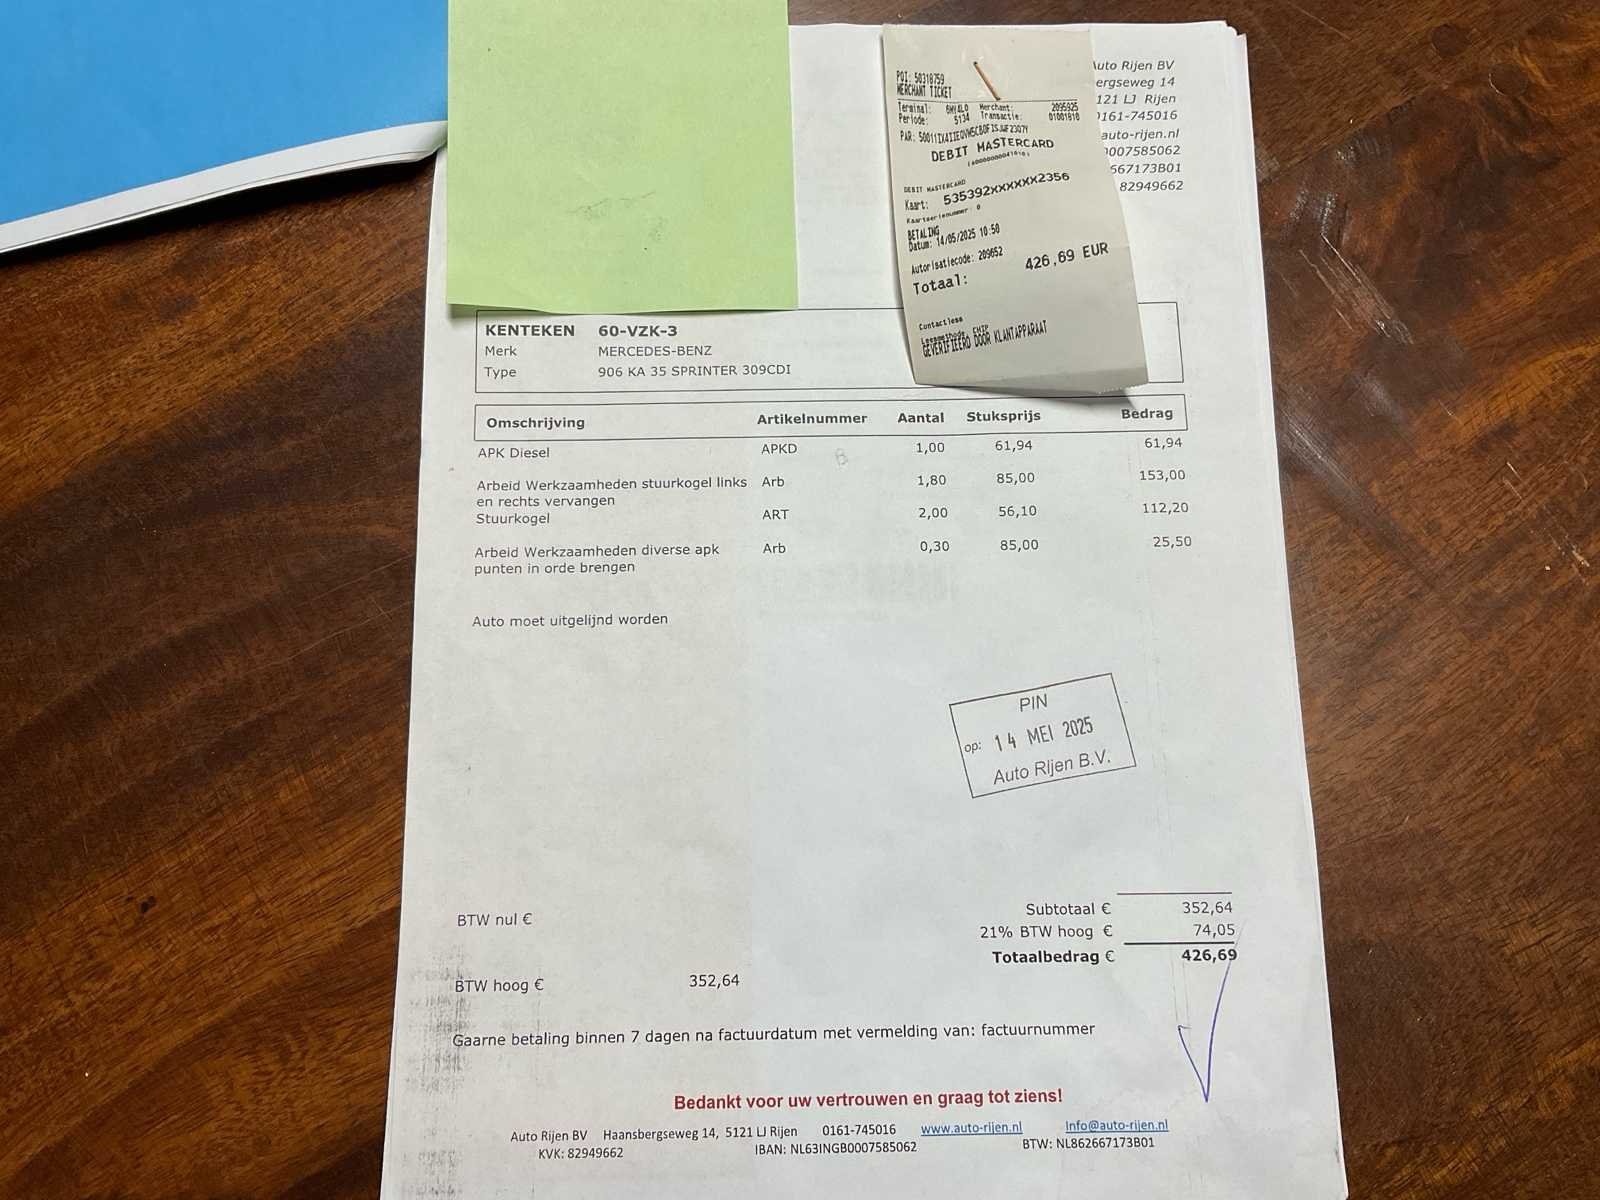 Auto Rijen BV
ergseweg 14
121 LJ Rijen
0161-745016
auto-rijen.nl
0007585062
667173B01
82949662
POI: 50318759
MERCHANT TICKET
Terminal: Merchant: 2095925
Periode: 5134 Transactie: 01001810
DEBIT MASTERCARD
DEBIT MASTERCARD
Kaart: 535392xxxxxx2356
Kaartserienummer: 0
BETALING
Datum: 14/05/2025 10:50
Autorisatiecode: 209652
Totaal: 426,69 EUR
Contactless
Leesmethode: CHIP
GEVERIFIEERD DOOR KLANTAPPARAAT
KENTEKEN 60-VZK-3
Merk MERCEDES-BENZ
Type 906 KA 35 SPRINTER 309CDI
Omschrijving Artikelnummer Aantal Stuksprijs Bedrag
APK Diesel APKD 1,00 61,94 61,94
Arbeid Werkzaamheden stuurkogel links Arb 1,80 85,00 153,00
en rechts vervangen
Stuurkogel ART 2,00 56,10 112,20
Arbeid Werkzaamheden diverse apk Arb 0,30 85,00 25,50
punten in orde brengen
Auto moet uitgelijnd worden
PIN
op: 14 MEI 2025
Auto Rijen B.V.
BTW nul €
Subtotaal € 352,64
21% BTW hoog € 74,05
Totaalbedrag € 426,69
BTW hoog € 352,64
Gaarne betaling binnen 7 dagen na factuurdatum met vermelding van: factuurnummer
Bedankt voor uw vertrouwen en graag tot ziens!
Auto Rijen BV Haansbergseweg 14, 5121 LJ Rijen 0161-745016 www.auto-rijen.nl Info@auto-rijen.nl
KVK: 82949662 IBAN: NL63INGB0007585062 BTW: NL862667173B01